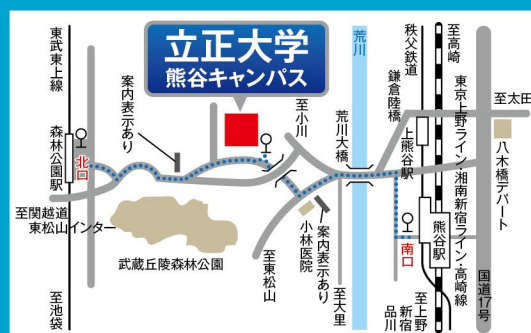 立正大学
熊谷キャンパス
東武東上線
森林公園駅
北口
案内表示あり
至小川
荒川大橋
荒川
鎌倉陸橋
秩父鉄道
上熊谷駅
至高崎
東京上野ライン・湘南新宿ライン・高崎線
至太田
八木橋デパート
熊谷駅
南口
国道17号
至関越道
東松山インター
武蔵丘陵森林公園
至東松山
小林医院
案内表示あり
至大里
至池袋
至上野
新宿
品川